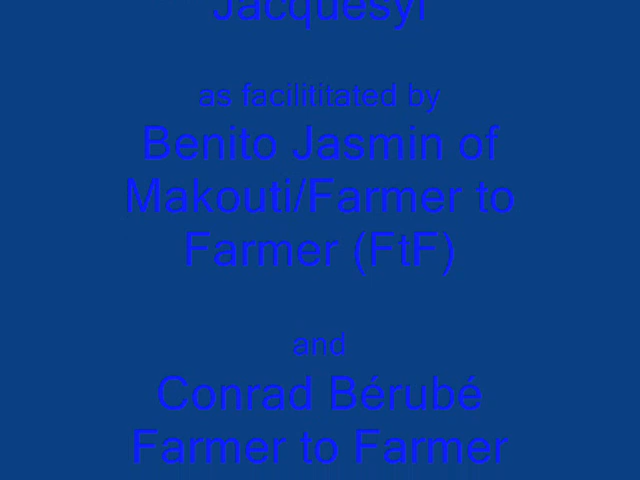 Jacquesyl
as facilititated by
Benito Jasmin of
Makouti/Farmer to
Farmer (FtF)
and
Conrad Bérubé
Farmer to Farmer